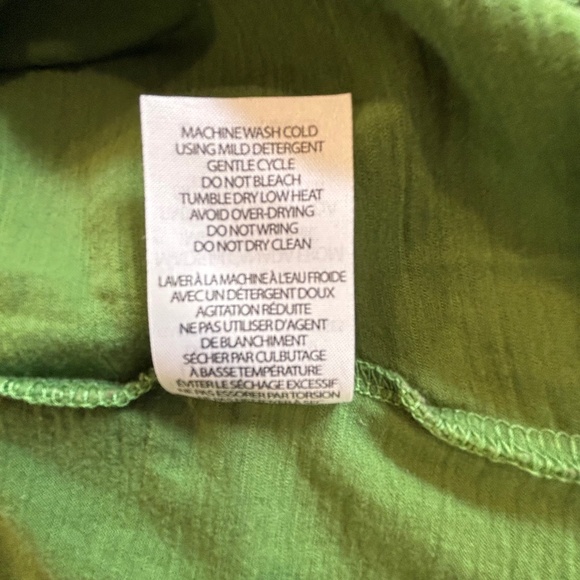 MACHINE WASH COLD
USING MILD DETERGENT
GENTLE CYCLE
DO NOT BLEACH
TUMBLE DRY LOW HEAT
AVOID OVER-DRYING
DO NOT WRING
DO NOT DRY CLEAN
LAVER À LA MACHINE À L'EAU FROIDE
AVEC UN DÉTERGENT DOUX
AGITATION RÉDUITE
NE PAS UTILISER D'AGENT
DE BLANCHIMENT
SÉCHER PAR CULBUTAGE
À BASSE TEMPÉRATURE
ÉVITER LE SÉCHAGE EXCESSIF
NE PAS ESSORER PAR TORSION